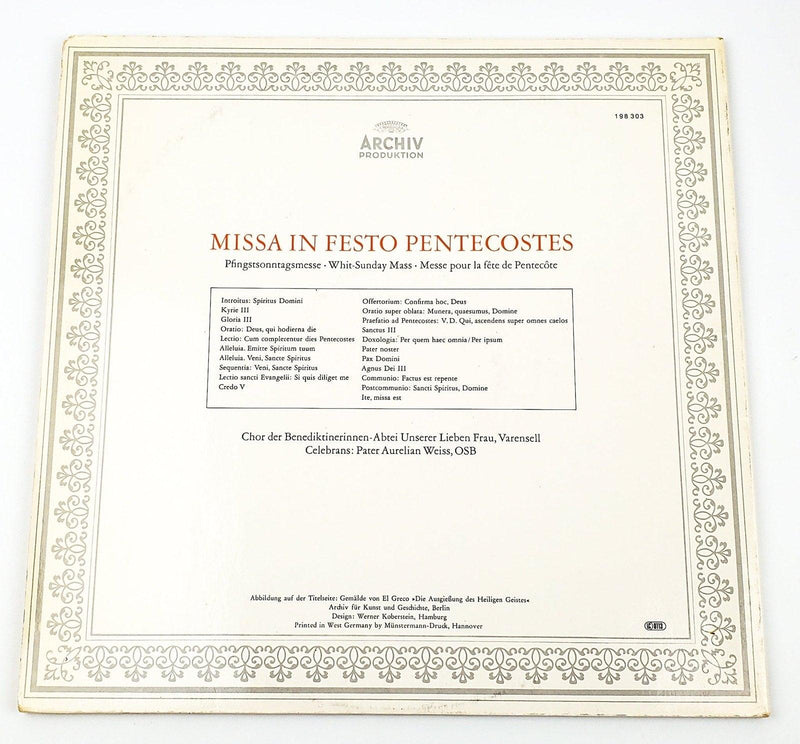 198 303
ARCHIV
PRODUKTION
MISSA IN FESTO PENTECOSTES
Pfingstsonntagsmesse · Whit-Sunday Mass · Messe pour la fête de Pentecôte
Introitus: Spiritus Domini
Kyrie III
Gloria III
Oratio: Deus, qui hodierna die
Lectio: Cum complerentur dies Pentecostes
Alleluia. Emitte Spiritum tuum
Alleluia. Veni, Sancte Spiritus
Sequentia: Veni, Sancte Spiritus
Lectio sancti Evangelii: Si quis diliget me
Credo V
Offertorium: Confirma hoc, Deus
Oratio super oblata: Munera, quaesumus, Domine
Praefatio ad Pentecostes: V. D. Qui, ascendens super omnes caelos
Sanctus III
Doxologia: Per quem haec omnia / Per ipsum
Pater noster
Pax Domini
Agnus Dei III
Communio: Factus est repente
Postcommunio: Sancti Spiritus, Domine
Ite, missa est
Chor der Benediktinerinnen-Abtei Unserer Lieben Frau, Varensell
Celebrans: Pater Aurelian Weiss, OSB
Abbildung auf der Titelseite: Gemälde von El Greco »Die Ausgießung des Heiligen Geistes«
Archiv für Kunst und Geschichte, Berlin
Design: Werner Koberstein, Hamburg
Printed in West Germany by Münstermann-Druck, Hannover